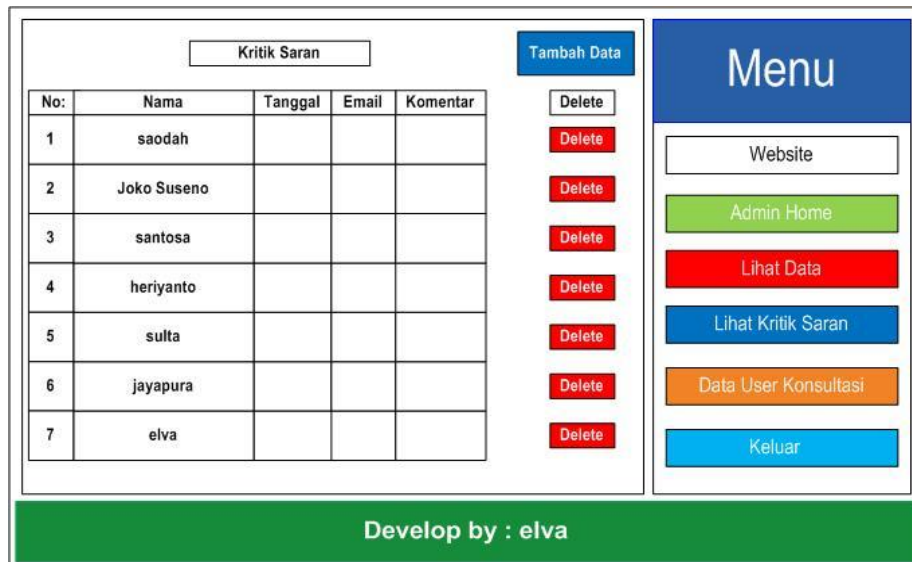 Kritik Saran
Tambah Data
No: Nama Tanggal Email Komentar Delete
1 saodah Delete
2 Joko Suseno Delete
3 santosa Delete
4 heriyanto Delete
5 sulta Delete
6 jayapura Delete
7 elva Delete
Menu
Website
Admin Home
Lihat Data
Lihat Kritik Saran
Data User Konsultasi
Keluar
Develop by : elva